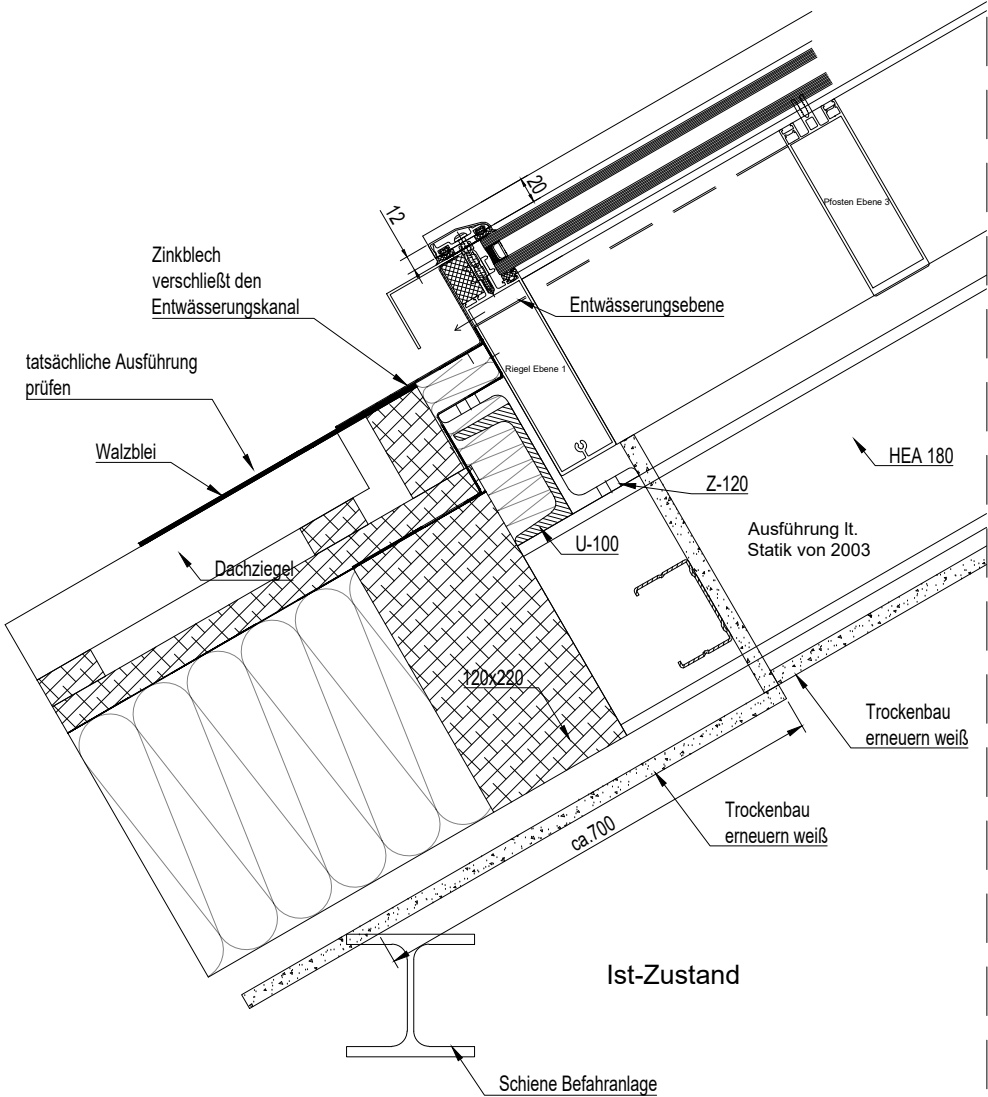 20
12
Pfosten Ebene 3
Zinkblech
verschließt den
Entwässerungskanal
Entwässerungsebene
tatsächliche Ausführung
prüfen
Riegel Ebene 1
Walzblei
HEA 180
Z-120
Ausführung lt.
Statik von 2003
U-100
Dachziegel
120x220
Trockenbau
erneuern weiß
Trockenbau
erneuern weiß
ca.700
Ist-Zustand
Schiene Befahranlage